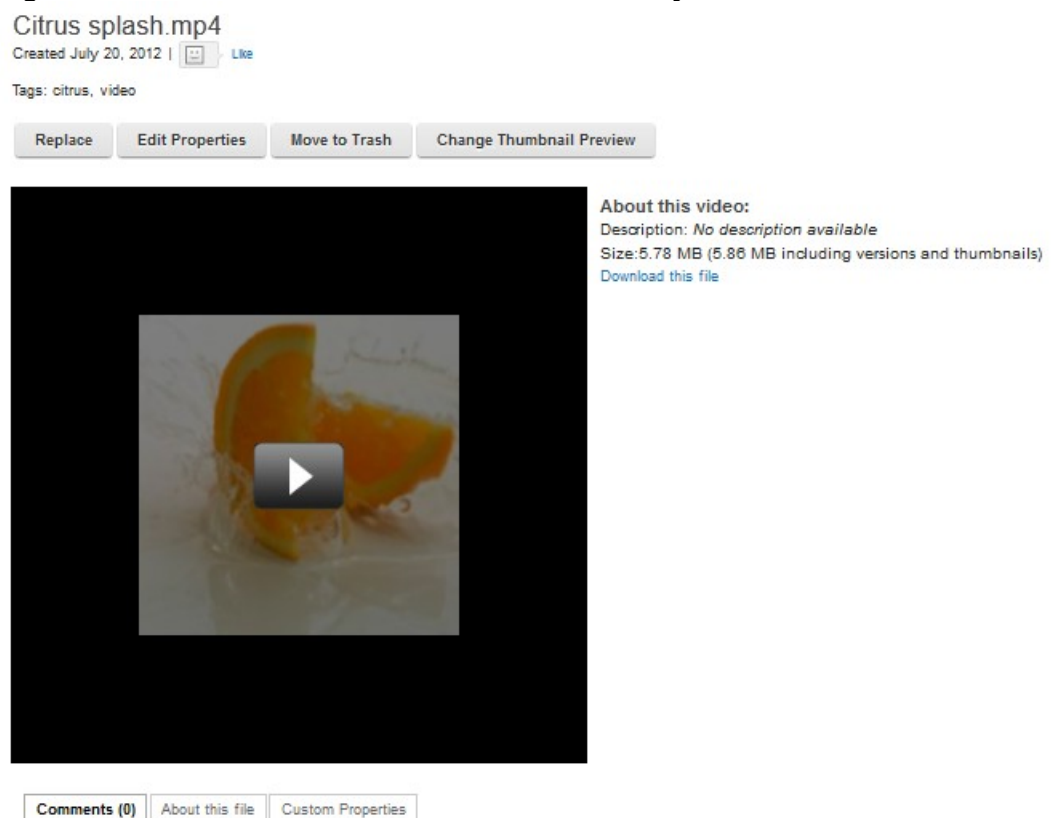 Citrus splash.mp4
Created July 20, 2012 | Like
Tags: citrus, video
Replace Edit Properties Move to Trash Change Thumbnail Preview
About this video:
Description: No description available
Size:5.78 MB (5.86 MB including versions and thumbnails)
Download this file
Comments (0) About this file Custom Properties